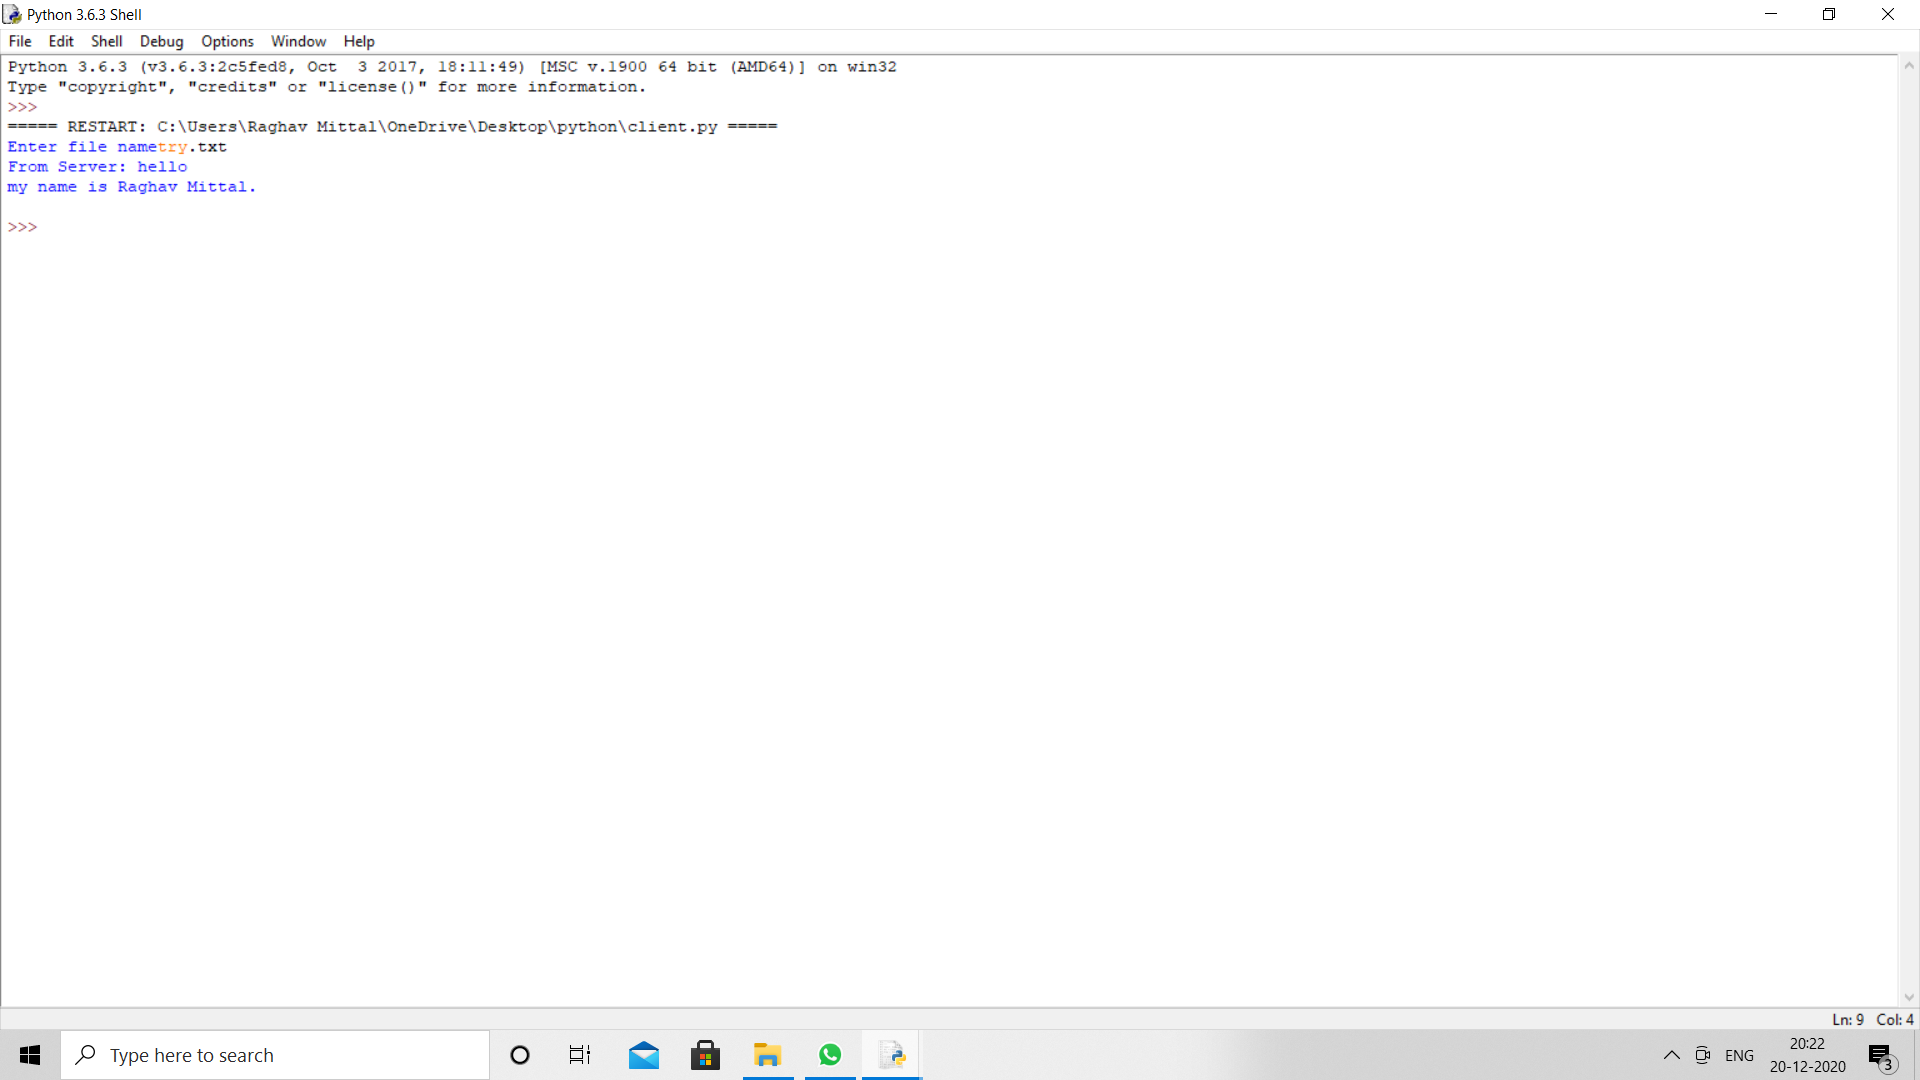 Python 3.6.3 Shell
File Edit Shell Debug Options Window Help
Python 3.6.3 (v3.6.3:2c5fed8, Oct  3 2017, 18:11:49) [MSC v.1900 64 bit (AMD64)] on win32
Type "copyright", "credits" or "license()" for more information.
>>>
===== RESTART: C:\Users\Raghav Mittal\OneDrive\Desktop\python\client.py =====
Enter file nametry.txt
From Server: hello
my name is Raghav Mittal.
>>>
Ln: 9 Col: 4
Type here to search
ENG
20:22
20-12-2020
3